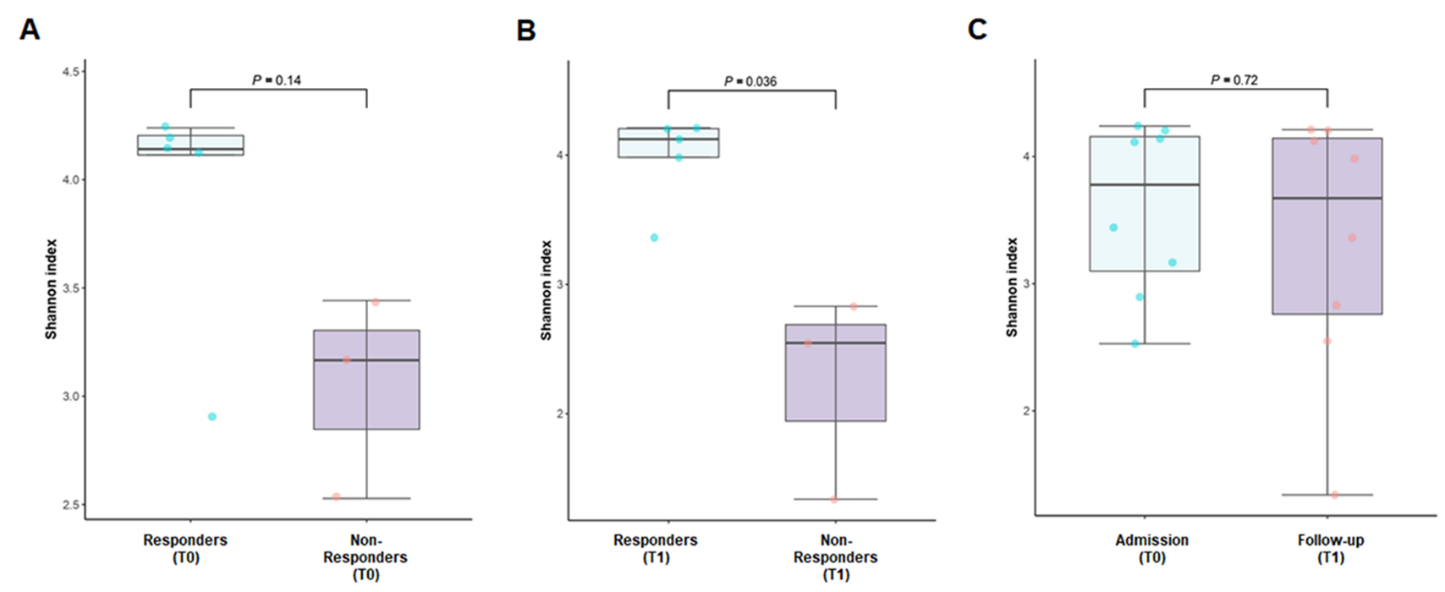 A
B
C
P = 0.14
P = 0.036
P = 0.72
Shannon index
4.5
4.0
3.5
3.0
2.5
Responders
(T0)
Non-
Responders
(T0)
Shannon index
4
3
2
Responders
(T1)
Non-
Responders
(T1)
Shannon index
4
3
2
Admission
(T0)
Follow-up
(T1)